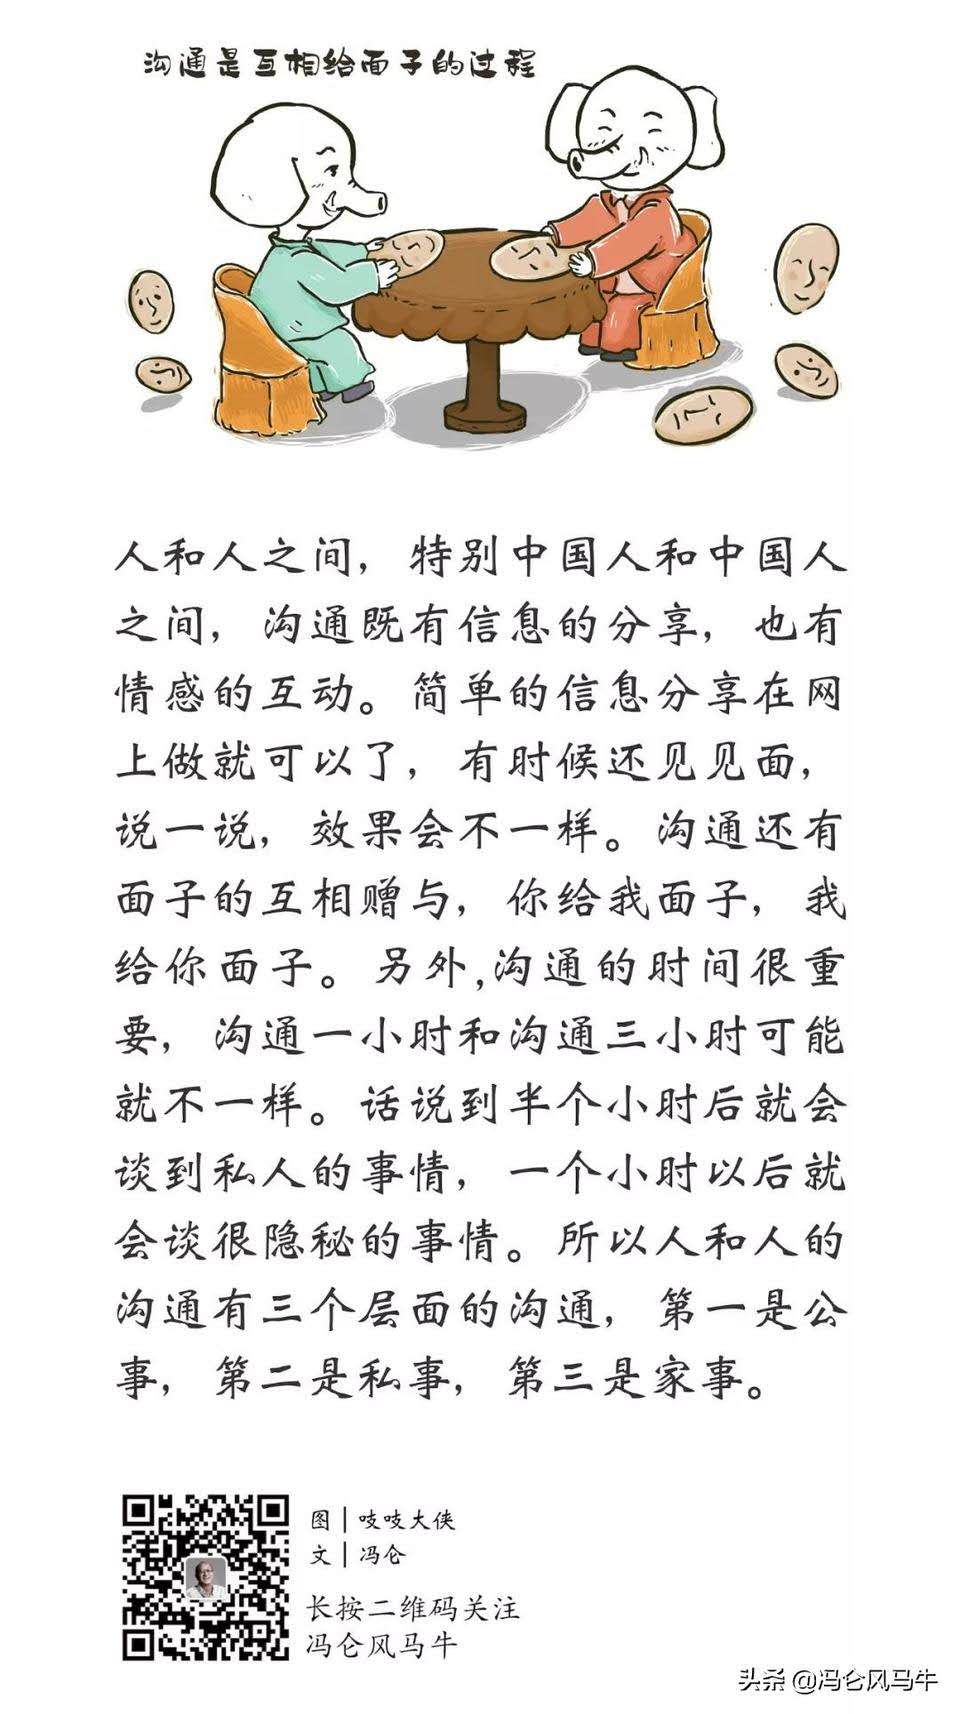 沟通是互相给面子的过程
人和人之间，特别中国人和中国人
之间，沟通既有信息的分享，也有
情感的互动。简单的信息分享在网
上做就可以了，有时候还见见面，
说一说，效果会不一样。沟通还有
面子的互相赠与，你给我面子，我
给你面子。另外,沟通的时间很重
要，沟通一小时和沟通三小时可能
就不一样。话说到半个小时后就会
谈到私人的事情，一个小时以后就
会谈很隐秘的事情。所以人和人的
沟通有三个层面的沟通，第一是公
事，第二是私事，第三是家事。
图｜吱吱大侠
文｜冯仑
长按二维码关注
冯仑风马牛
头条 @冯仑风马牛